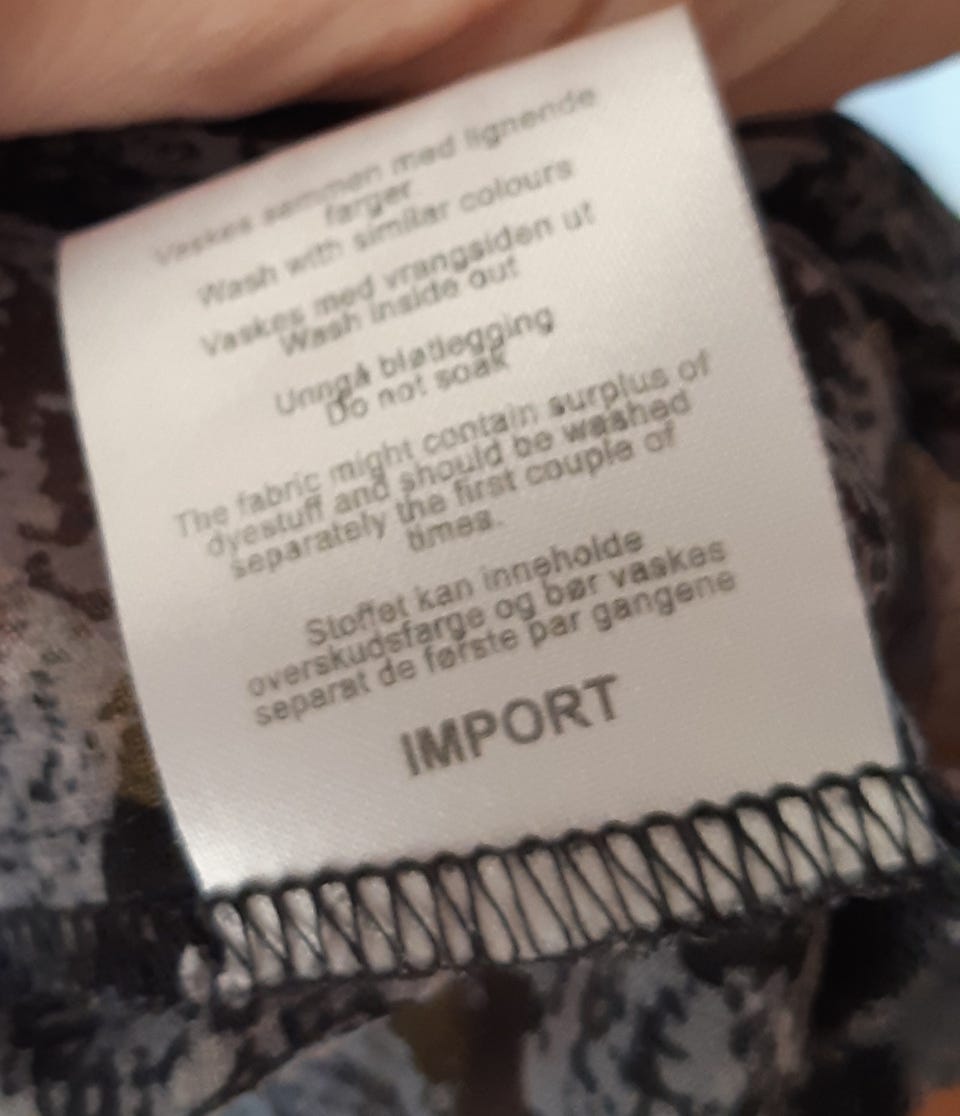 Vaskes sammen med lignende
farger
Wash with similar colours
Vaskes med vrangsiden ut
Wash inside out
Unngå bløtlegging
Do not soak
The fabric might contain surplus of
dyestuff and should be washed
separately the first couple of
times.
Stoffet kan inneholde
overskudsfarge og bør vaskes
separat de første par gangene
IMPORT